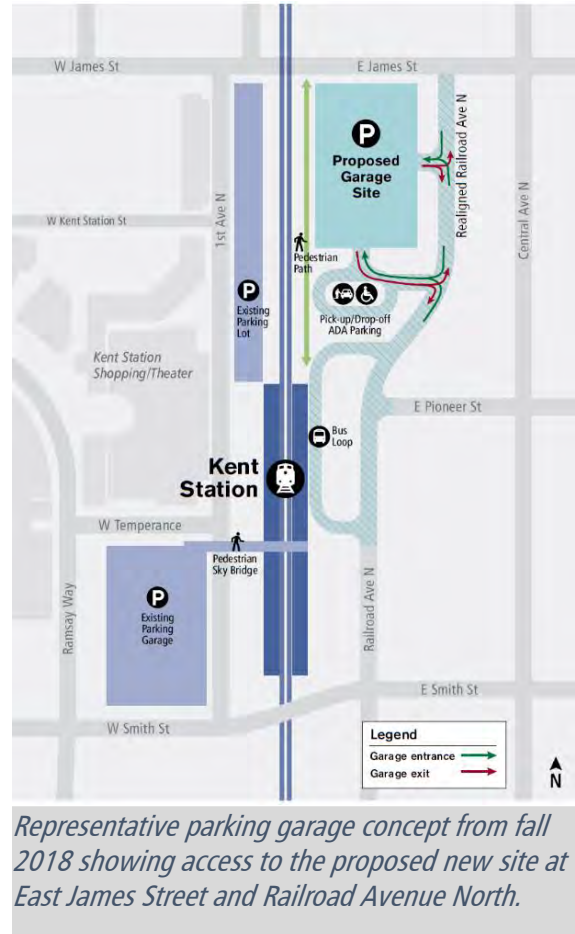 W James St
E James St
P
Proposed
Garage
Site
Realigned Railroad Ave N
Central Ave N
1st Ave N
W Kent Station St
Pedestrian
Path
P
Existing
Parking
Lot
Pick-up/Drop-off
ADA Parking
Kent Station
Shopping/Theater
E Pioneer St
Bus
Loop
Kent
Station
W Temperance
Pedestrian
Sky Bridge
P
Existing
Parking
Garage
Ramsay Way
Railroad Ave N
E Smith St
W Smith St
Legend
Garage entrance
Garage exit
N
Representative parking garage concept from fall
2018 showing access to the proposed new site at
East James Street and Railroad Avenue North.